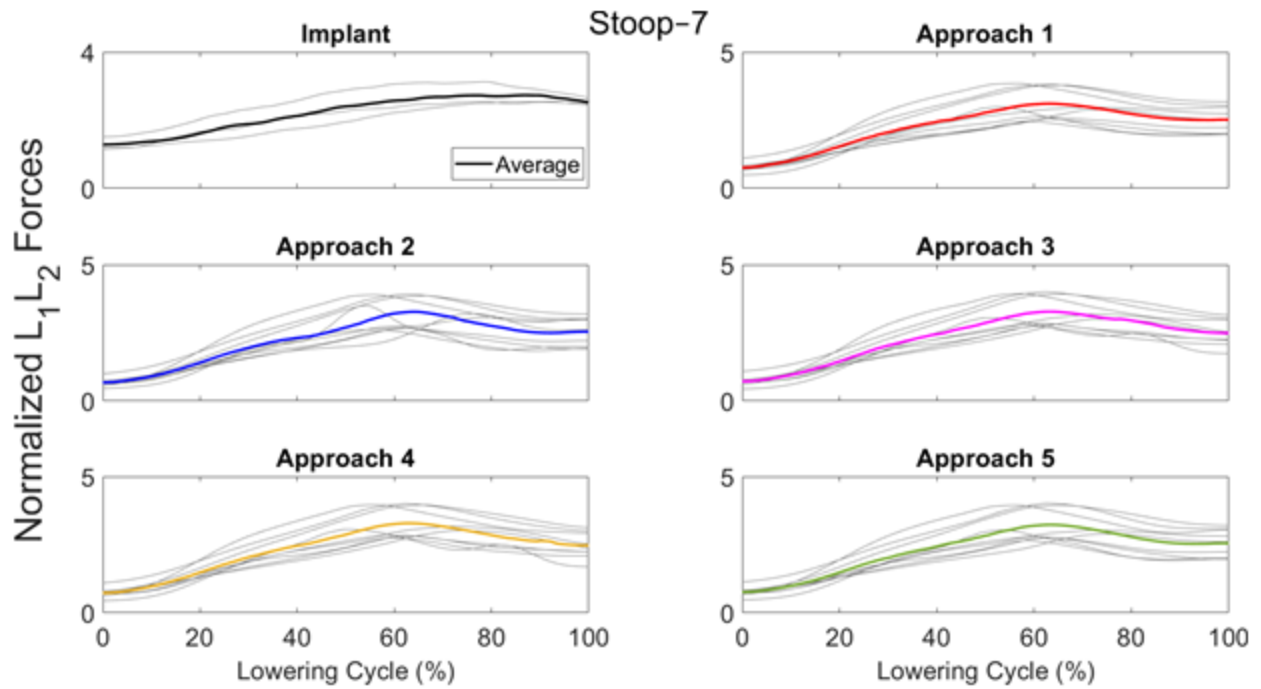 Stoop-7
Normalized L1L2 Forces
Implant
4
0
Average
Approach 1
5
0
Approach 2
5
0
Approach 3
5
0
Approach 4
5
0
0 20 40 60 80 100
Lowering Cycle (%)
Approach 5
5
0
0 20 40 60 80 100
Lowering Cycle (%)